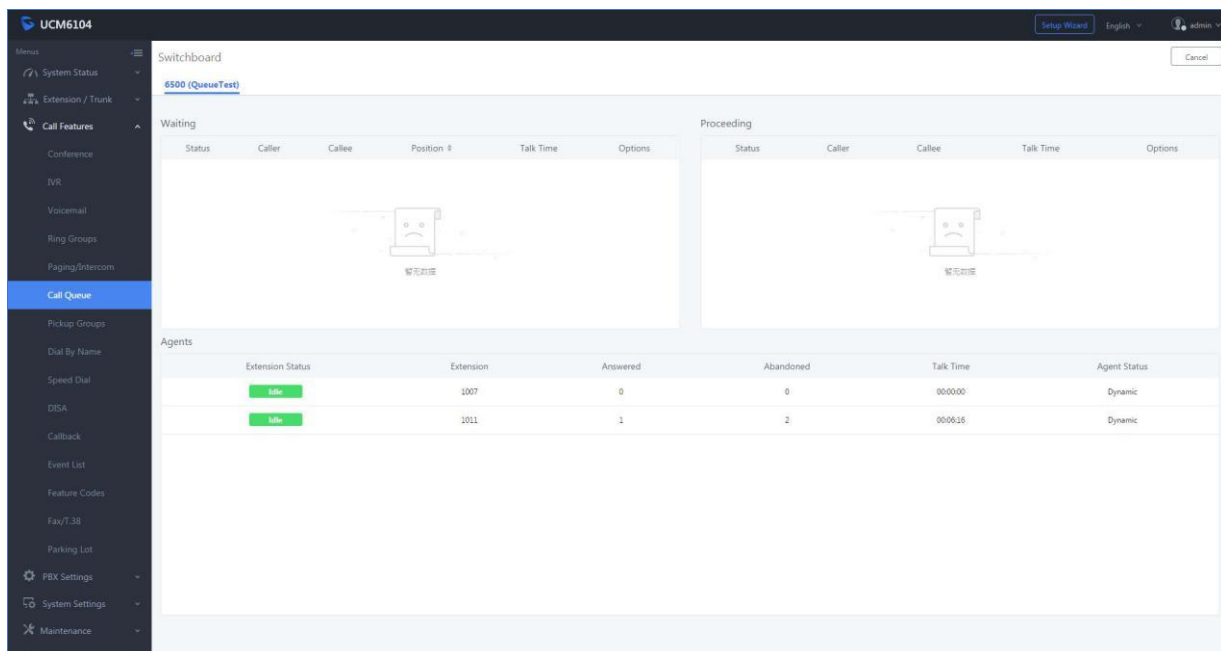 UCM6104
Setup Wizard English admin
Menus
System Status
Extension / Trunk
Call Features
Conference
IVR
Voicemail
Ring Groups
Paging/Intercom
Call Queue
Pickup Groups
Dial By Name
Speed Dial
DISA
Callback
Event List
Feature Codes
Fax/T.38
Parking Lot
PBX Settings
System Settings
Maintenance
Switchboard Cancel
6500 (QueueTest)
Waiting
Status Caller Callee Position Talk Time Options
暂无数据
Proceeding
Status Caller Callee Talk Time Options
暂无数据
Agents
Extension Status Extension Answered Abandoned Talk Time Agent Status
Idle 1007 0 0 00:00:00 Dynamic
Idle 1011 1 2 00:06:16 Dynamic